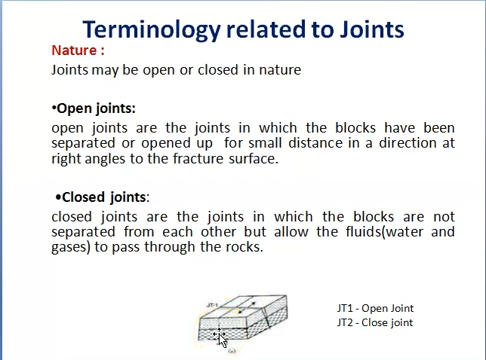 Terminology related to Joints
Nature :
Joints may be open or closed in nature
•Open joints:
open joints are the joints in which the blocks have been
separated or opened up for small distance in a direction at
right angles to the fracture surface.
•Closed joints:
closed joints are the joints in which the blocks are not
separated from each other but allow the fluids(water and
gases) to pass through the rocks.
JT-1
JT1 - Open Joint
JT2 - Close joint